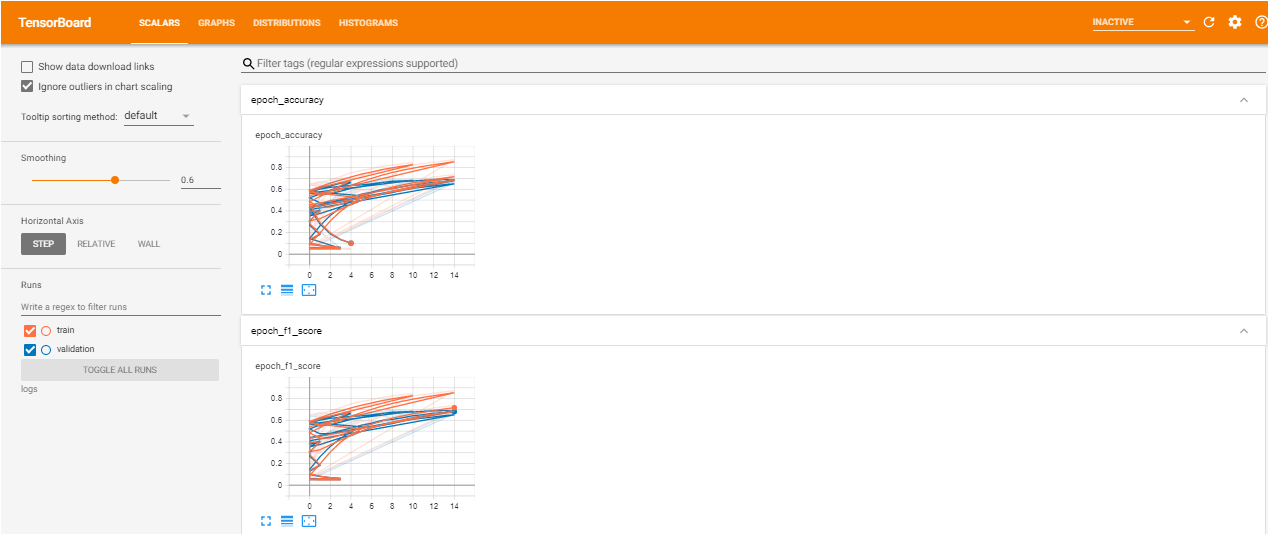 TensorBoard SCALARS GRAPHS DISTRIBUTIONS HISTOGRAMS INACTIVE
Show data download links
Ignore outliers in chart scaling
Tooltip sorting method: default
Smoothing
0.6
Horizontal Axis
STEP RELATIVE WALL
Runs
Write a regex to filter runs
train
validation
TOGGLE ALL RUNS
logs
Filter tags (regular expressions supported)
epoch_accuracy
epoch_accuracy
0.8
0.6
0.4
0.2
0
0 2 4 6 8 10 12 14
epoch_f1_score
epoch_f1_score
0.8
0.6
0.4
0.2
0
0 2 4 6 8 10 12 14